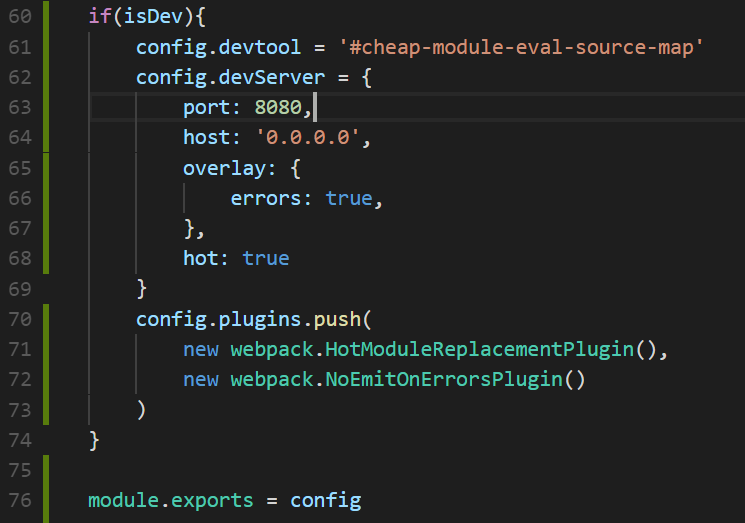 60 if(isDev){
61 config.devtool = '#cheap-module-eval-source-map'
62 config.devServer = {
63 port: 8080,
64 host: '0.0.0.0',
65 overlay: {
66 errors: true,
67 },
68 hot: true
69 }
70 config.plugins.push(
71 new webpack.HotModuleReplacementPlugin(),
72 new webpack.NoEmitOnErrorsPlugin()
73 )
74 }
75
76 module.exports = config